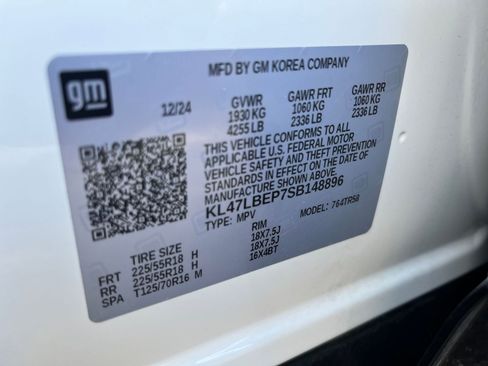 MFD BY GM KOREA COMPANY
gm
12/24
GVWR GAWR FRT GAWR RR
1930 KG 1060 KG 1060 KG
4255 LB 2336 LB 2336 LB
THIS VEHICLE CONFORMS TO ALL
APPLICABLE U.S. FEDERAL MOTOR
VEHICLE SAFETY AND THEFT PREVENTION
STANDARDS IN EFFECT ON THE DATE OF
MANUFACTURE SHOWN ABOVE.
KL47LBEP7SB148896
TYPE: MPV MODEL: 764TR58
TIRE SIZE RIM
FRT 225/55R18 H 18X7.5J
RR 225/55R18 H 18X7.5J
SPA T125/70R16 M 16X4BT